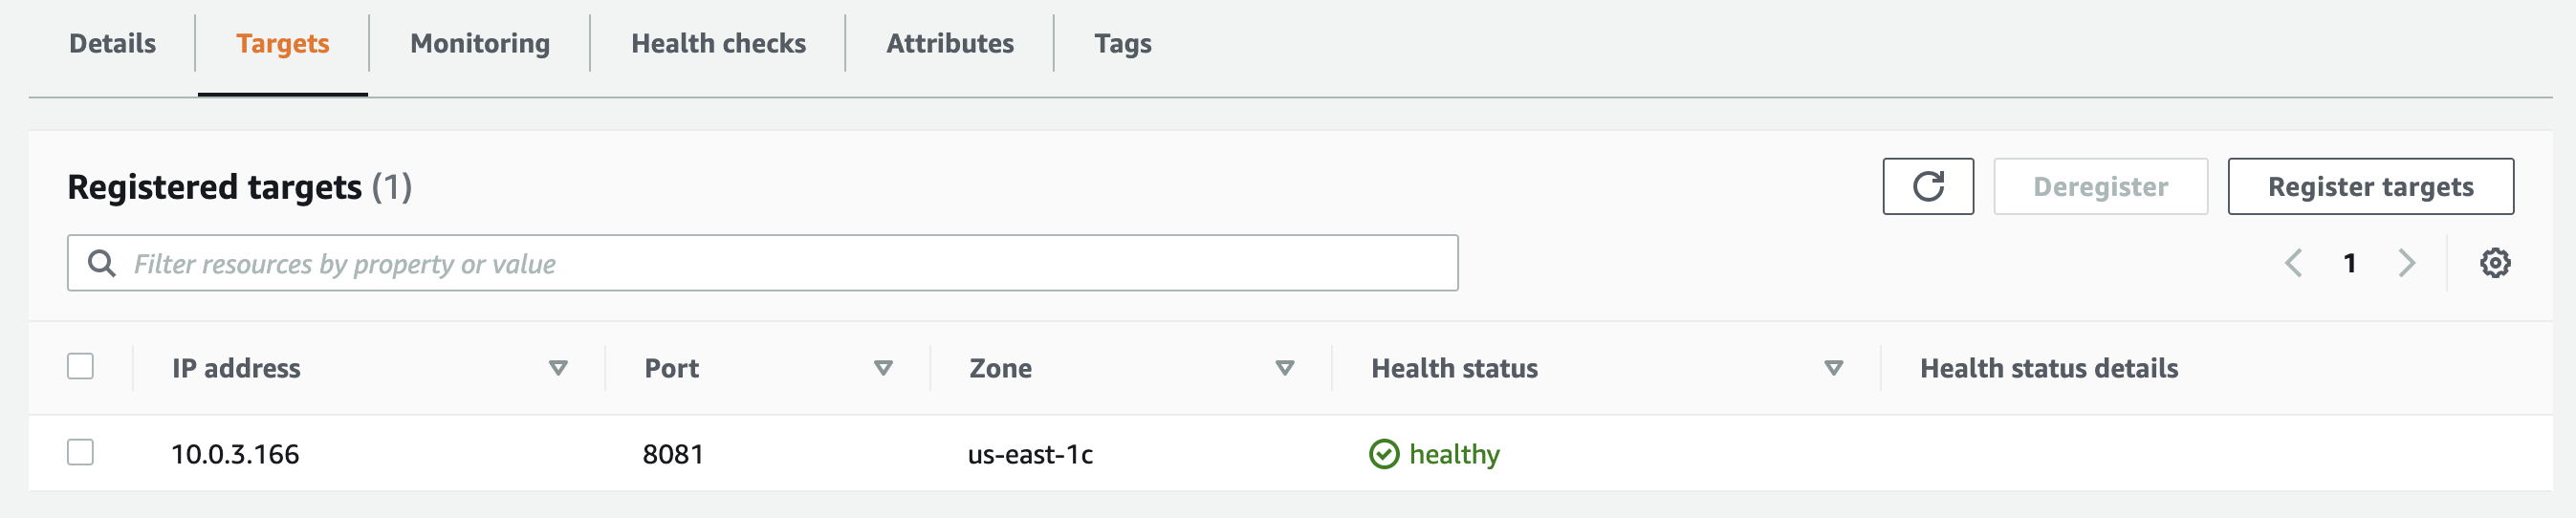 Details Targets Monitoring Health checks Attributes Tags
Registered targets (1) Deregister Register targets
Filter resources by property or value 1
IP address Port Zone Health status Health status details
10.0.3.166 8081 us-east-1c healthy